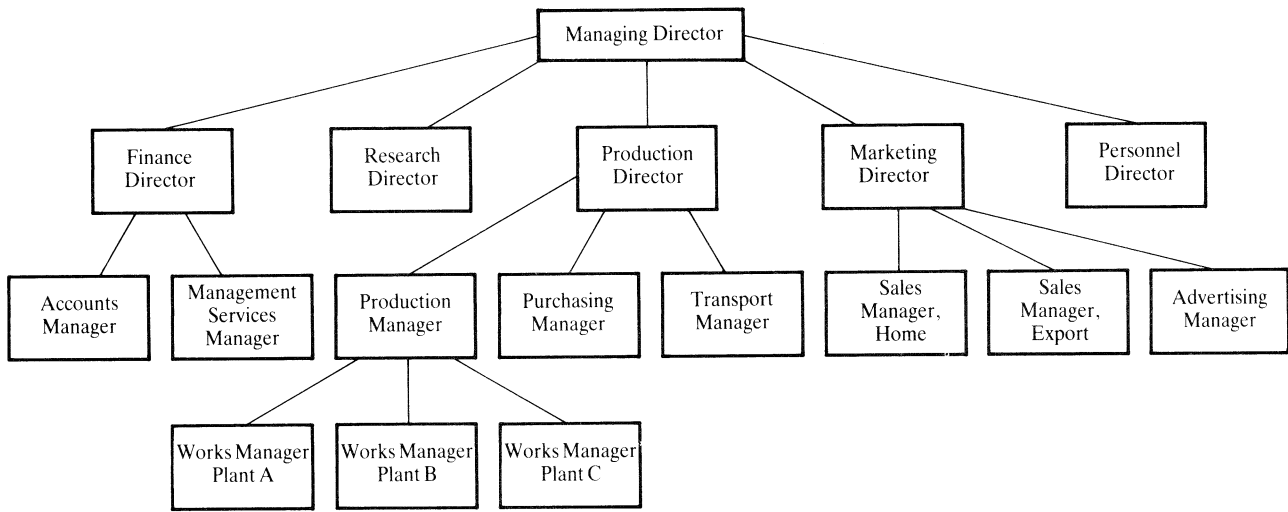 Managing Director
Finance
Director
Research
Director
Production
Director
Marketing
Director
Personnel
Director
Accounts
Manager
Management
Services
Manager
Production
Manager
Purchasing
Manager
Transport
Manager
Sales
Manager,
Home
Sales
Manager,
Export
Advertising
Manager
Works Manager
Plant A
Works Manager
Plant B
Works Manager
Plant C